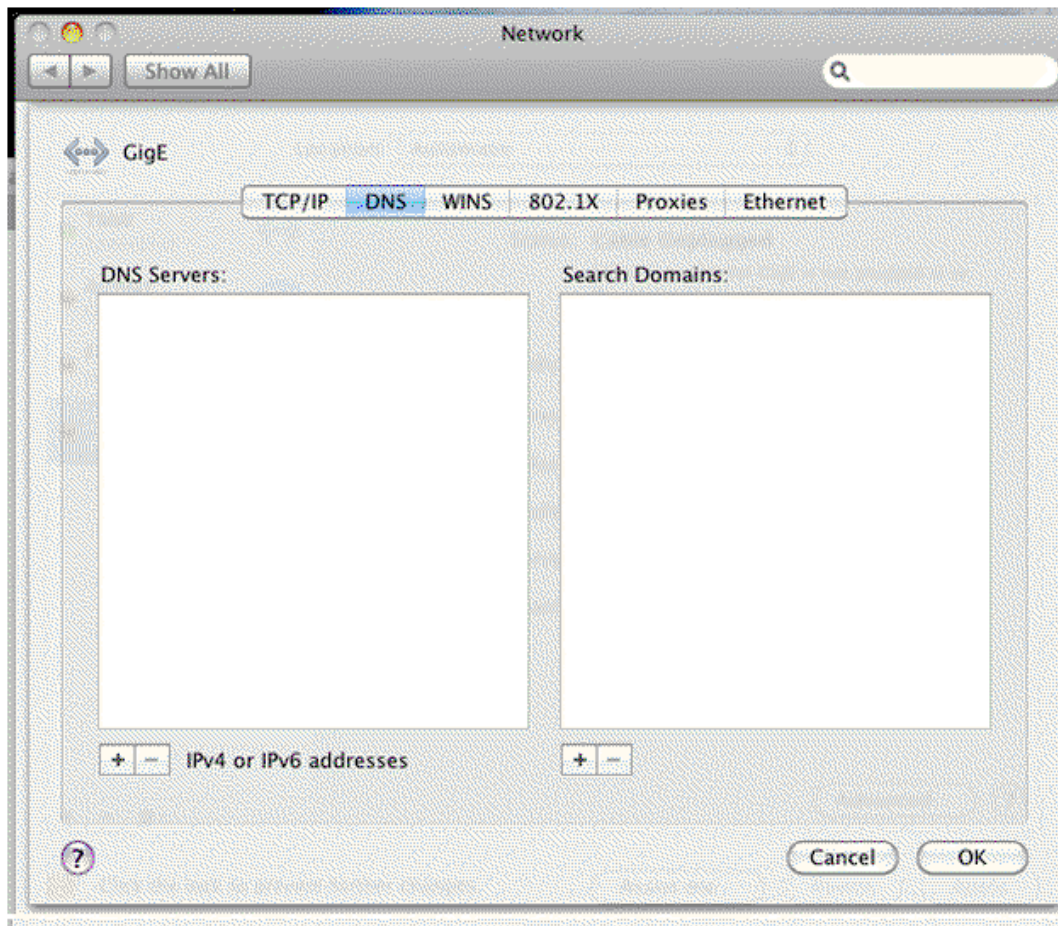 Network
Show All
GigE
TCP/IP DNS WINS 802.1X Proxies Ethernet
DNS Servers: Search Domains:
+ − IPv4 or IPv6 addresses + −
? Cancel OK